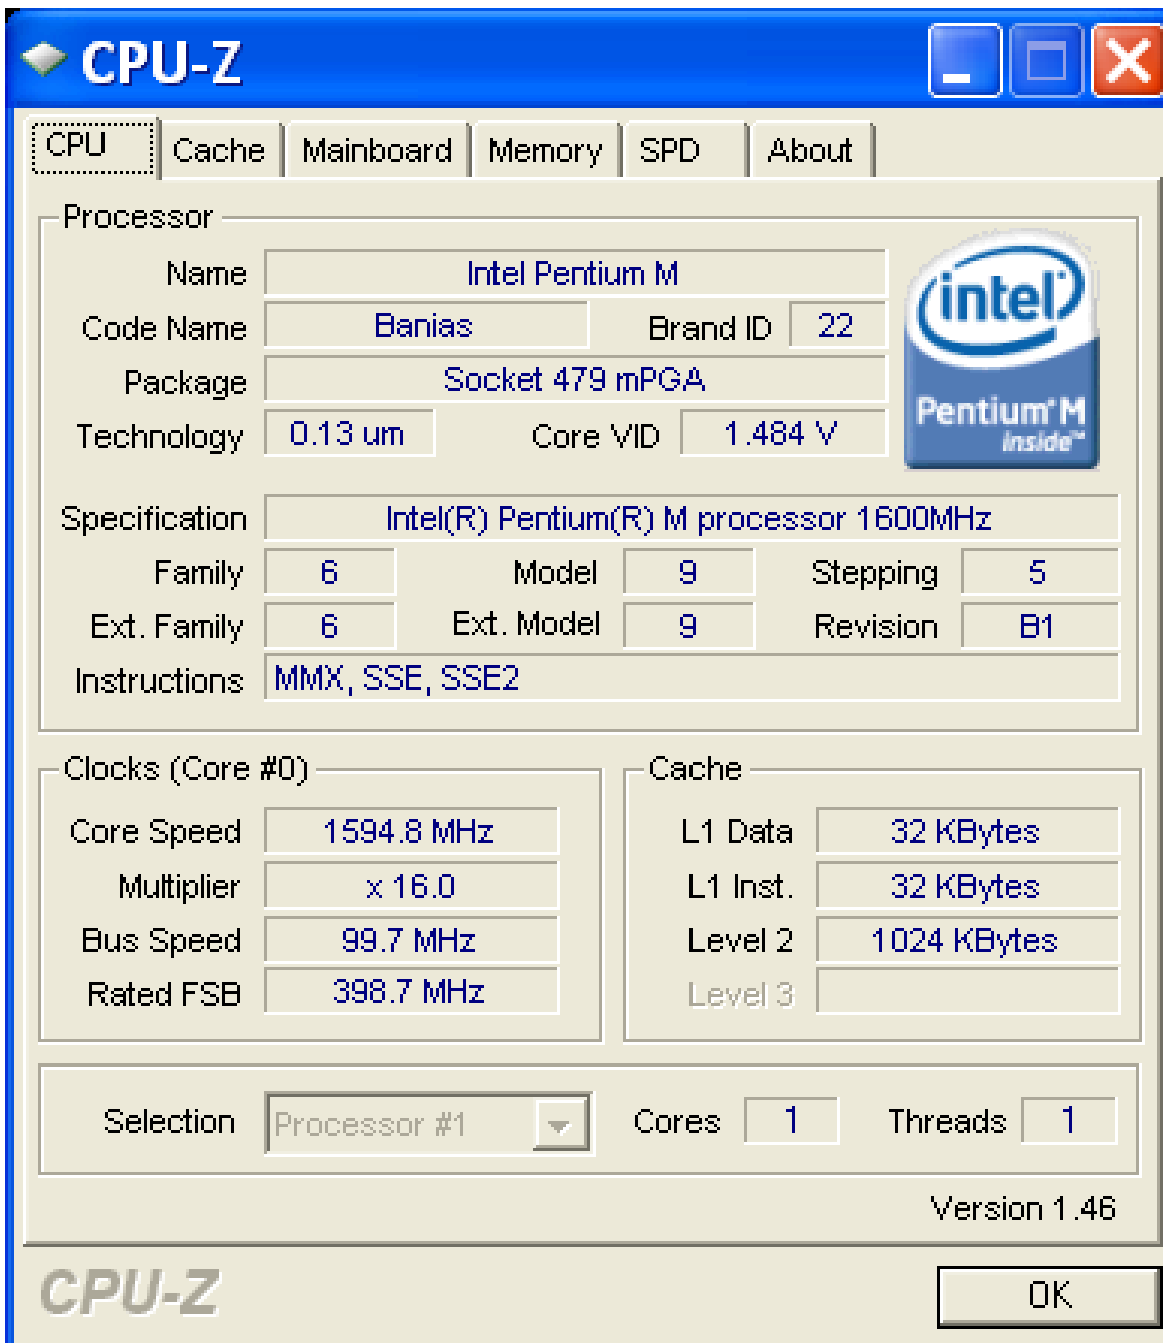 CPU-Z
CPU Cache Mainboard Memory SPD About
Processor
Name Intel Pentium M
Code Name Banias Brand ID 22
Package Socket 479 mPGA
Technology 0.13 um Core VID 1.484 V
intel
Pentium® M
inside™
Specification Intel(R) Pentium(R) M processor 1600MHz
Family 6 Model 9 Stepping 5
Ext. Family 6 Ext. Model 9 Revision B1
Instructions MMX, SSE, SSE2
Clocks (Core #0)
Core Speed 1594.8 MHz
Multiplier x 16.0
Bus Speed 99.7 MHz
Rated FSB 398.7 MHz
Cache
L1 Data 32 KBytes
L1 Inst. 32 KBytes
Level 2 1024 KBytes
Level 3
Selection Processor #1 Cores 1 Threads 1
Version 1.46
CPU-Z OK